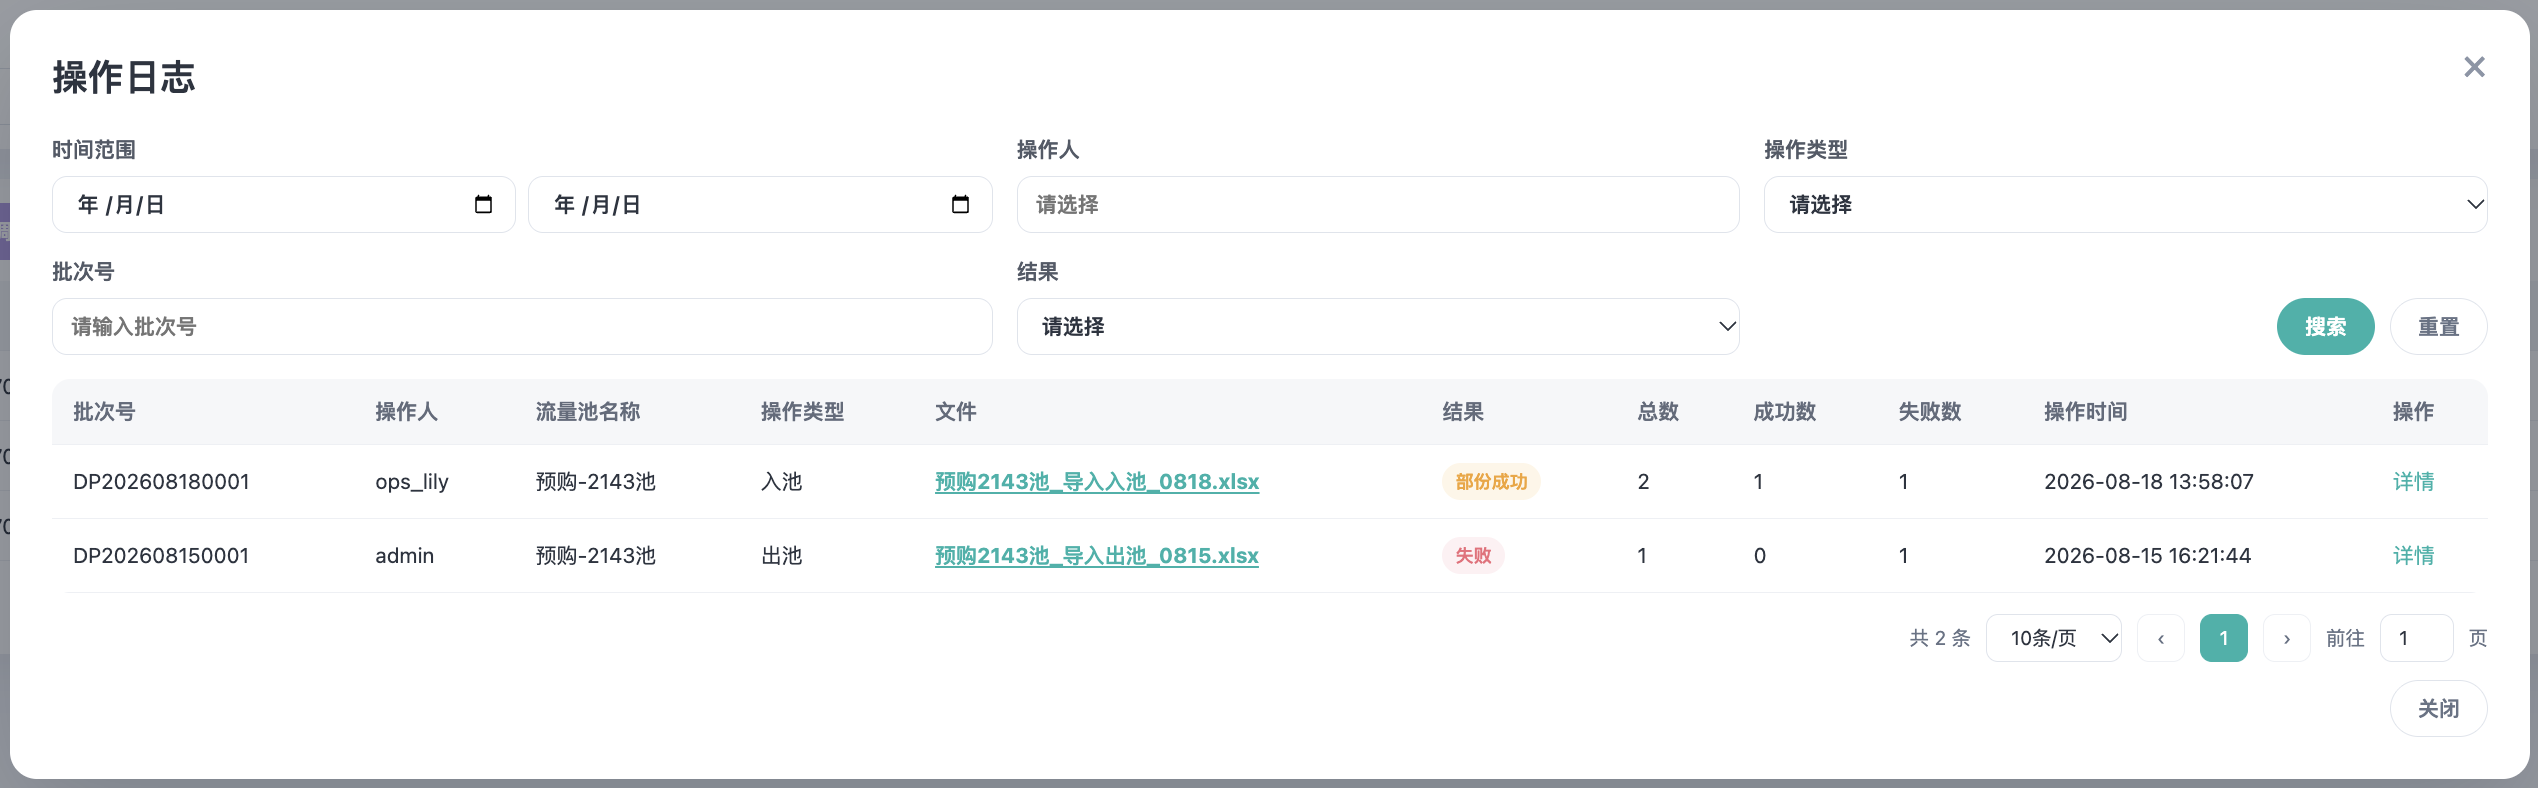 操作日志
×
时间范围 操作人 操作类型
年 /月/日 年 /月/日 请选择 请选择
批次号 结果
请输入批次号 请选择 搜索 重置
批次号 操作人 流量池名称 操作类型 文件 结果 总数 成功数 失败数 操作时间 操作
DP202608180001 ops_lily 预购-2143池 入池 预购2143池_导入入池_0818.xlsx 部份成功 2 1 1 2026-08-18 13:58:07 详情
DP202608150001 admin 预购-2143池 出池 预购2143池_导入出池_0815.xlsx 失败 1 0 1 2026-08-15 16:21:44 详情
共 2 条 10条/页 ‹ 1 › 前往 1 页
关闭